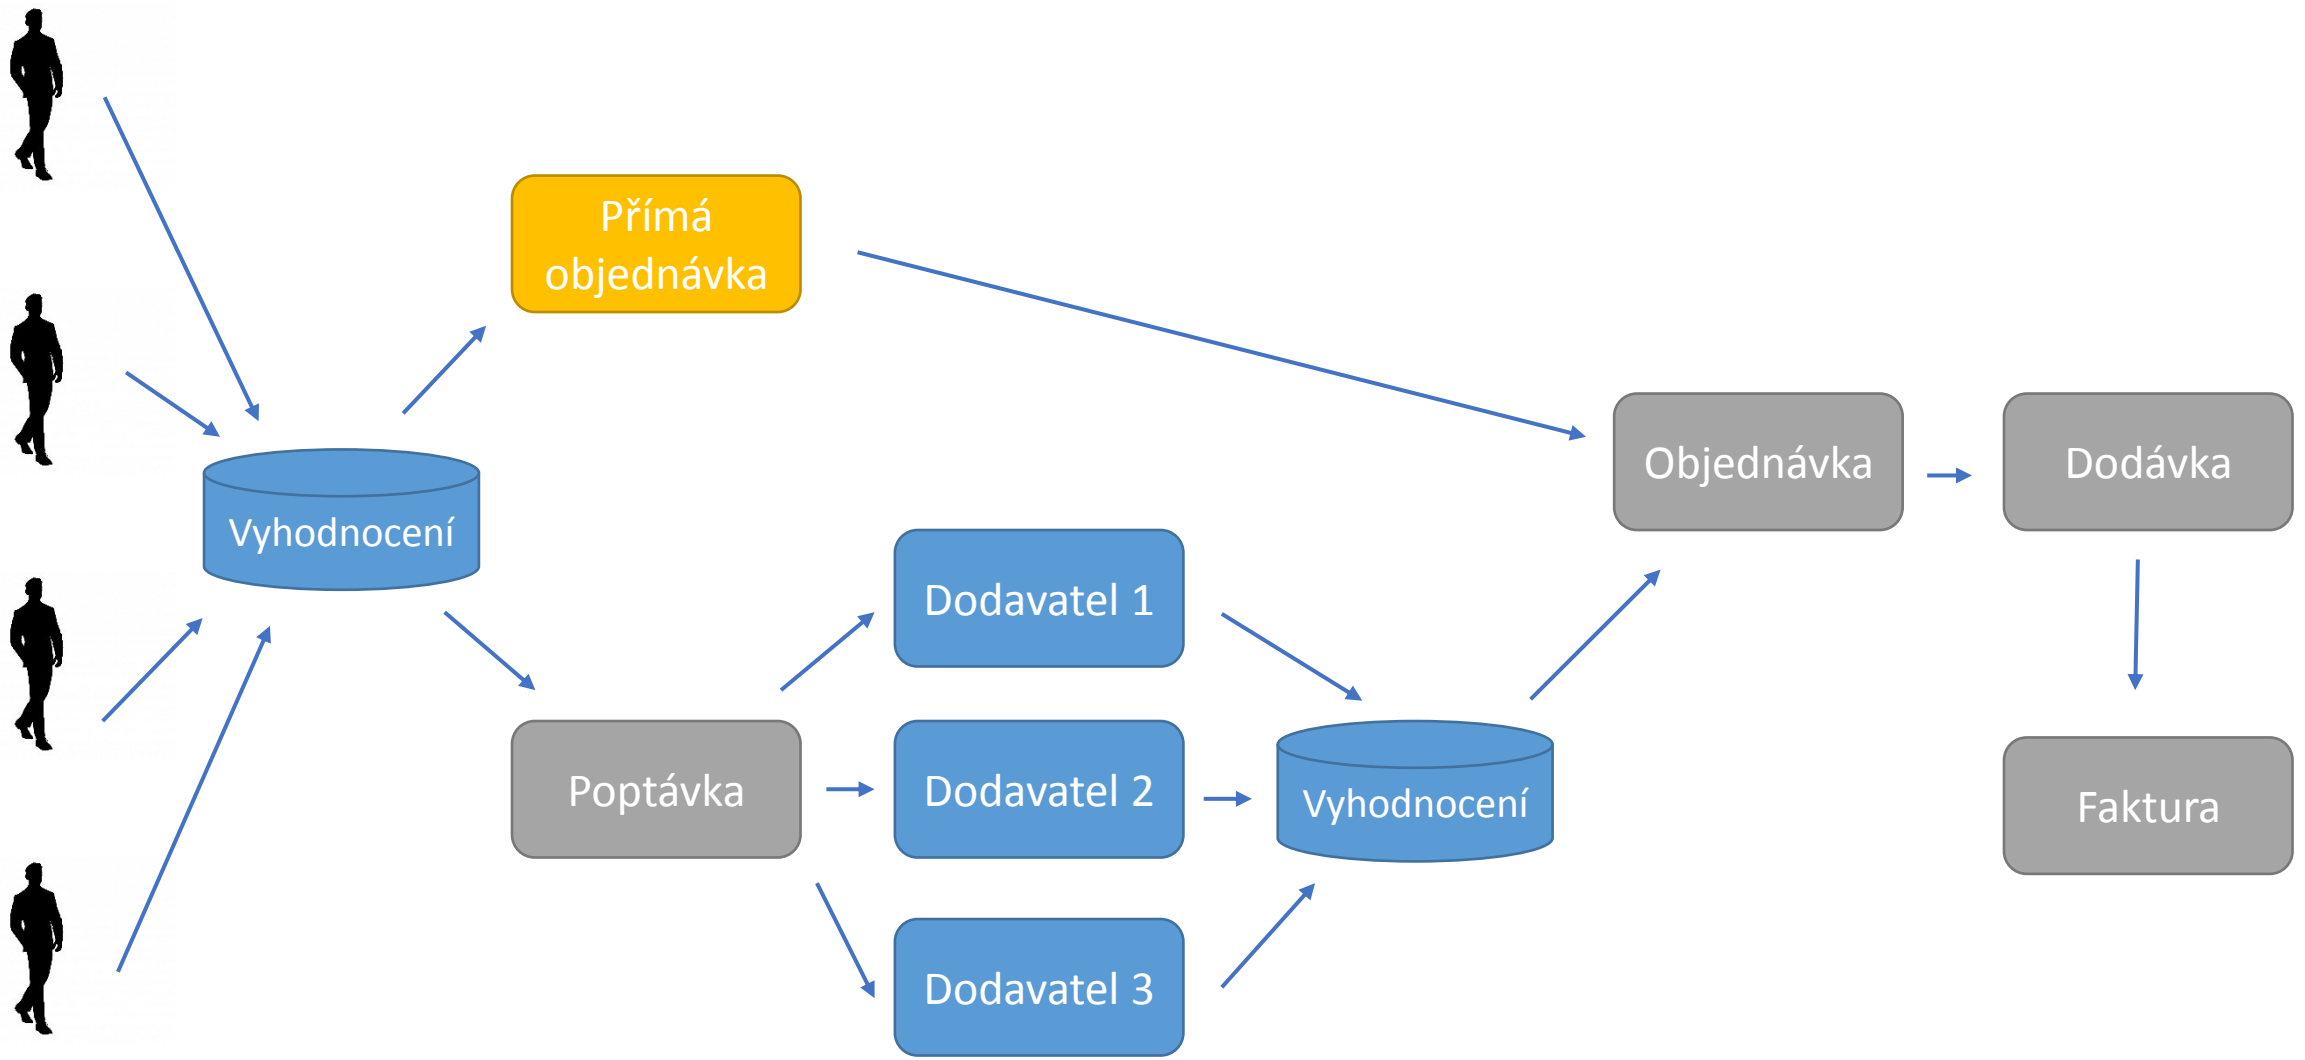 Přímá
objednávka
Vyhodnocení
Objednávka
Dodávka
Dodavatel 1
Poptávka
Dodavatel 2
Vyhodnocení
Faktura
Dodavatel 3